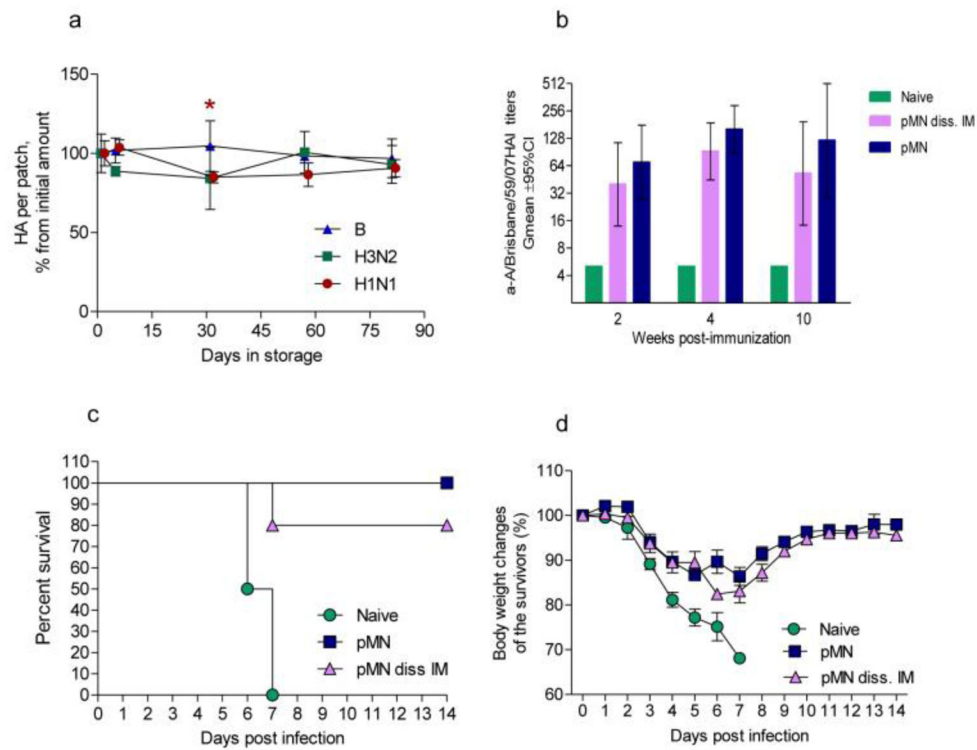 a
HA per patch,
% from initial amount
150
100
50
0
*
B
H3N2
H1N1
0 15 30 45 60 75 90
Days in storage
b
a-A/Brisbane/59/07HAI titers
Gmean ±95%CI
512
256
128
64
32
16
8
4
Naive
pMN diss. IM
pMN
2 4 10
Weeks post-immunization
c
Percent survival
110
100
90
80
70
60
50
40
30
20
10
0
Naive
pMN
pMN diss IM
0 1 2 3 4 5 6 7 8 9 10 11 12 13 14
Days post infection
d
Body weight changes
of the survivors (%)
110
100
90
80
70
60
Naive
pMN
pMN diss. IM
0 1 2 3 4 5 6 7 8 9 10 11 12 13 14
Days post infection